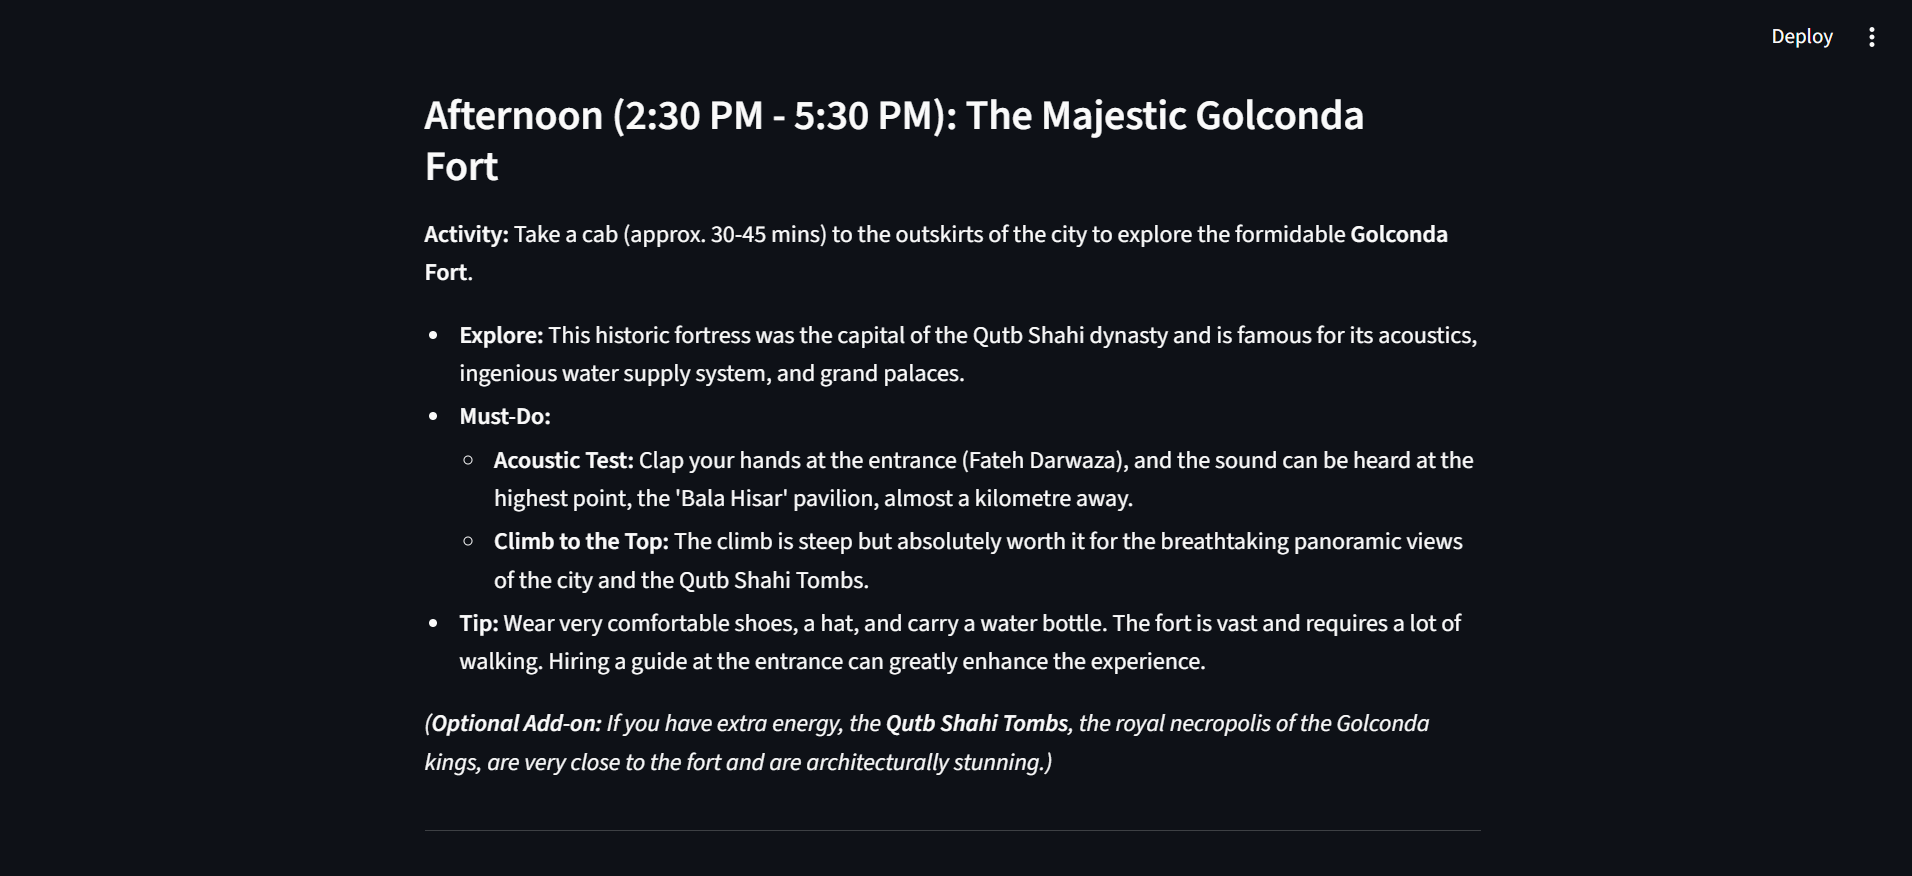 Deploy
Afternoon (2:30 PM - 5:30 PM): The Majestic Golconda
Fort
Activity: Take a cab (approx. 30-45 mins) to the outskirts of the city to explore the formidable Golconda
Fort.
• Explore: This historic fortress was the capital of the Qutb Shahi dynasty and is famous for its acoustics,
ingenious water supply system, and grand palaces.
• Must-Do:
◦ Acoustic Test: Clap your hands at the entrance (Fateh Darwaza), and the sound can be heard at the
highest point, the 'Bala Hisar' pavilion, almost a kilometre away.
◦ Climb to the Top: The climb is steep but absolutely worth it for the breathtaking panoramic views
of the city and the Qutb Shahi Tombs.
• Tip: Wear very comfortable shoes, a hat, and carry a water bottle. The fort is vast and requires a lot of
walking. Hiring a guide at the entrance can greatly enhance the experience.
(Optional Add-on: If you have extra energy, the Qutb Shahi Tombs, the royal necropolis of the Golconda
kings, are very close to the fort and are architecturally stunning.)